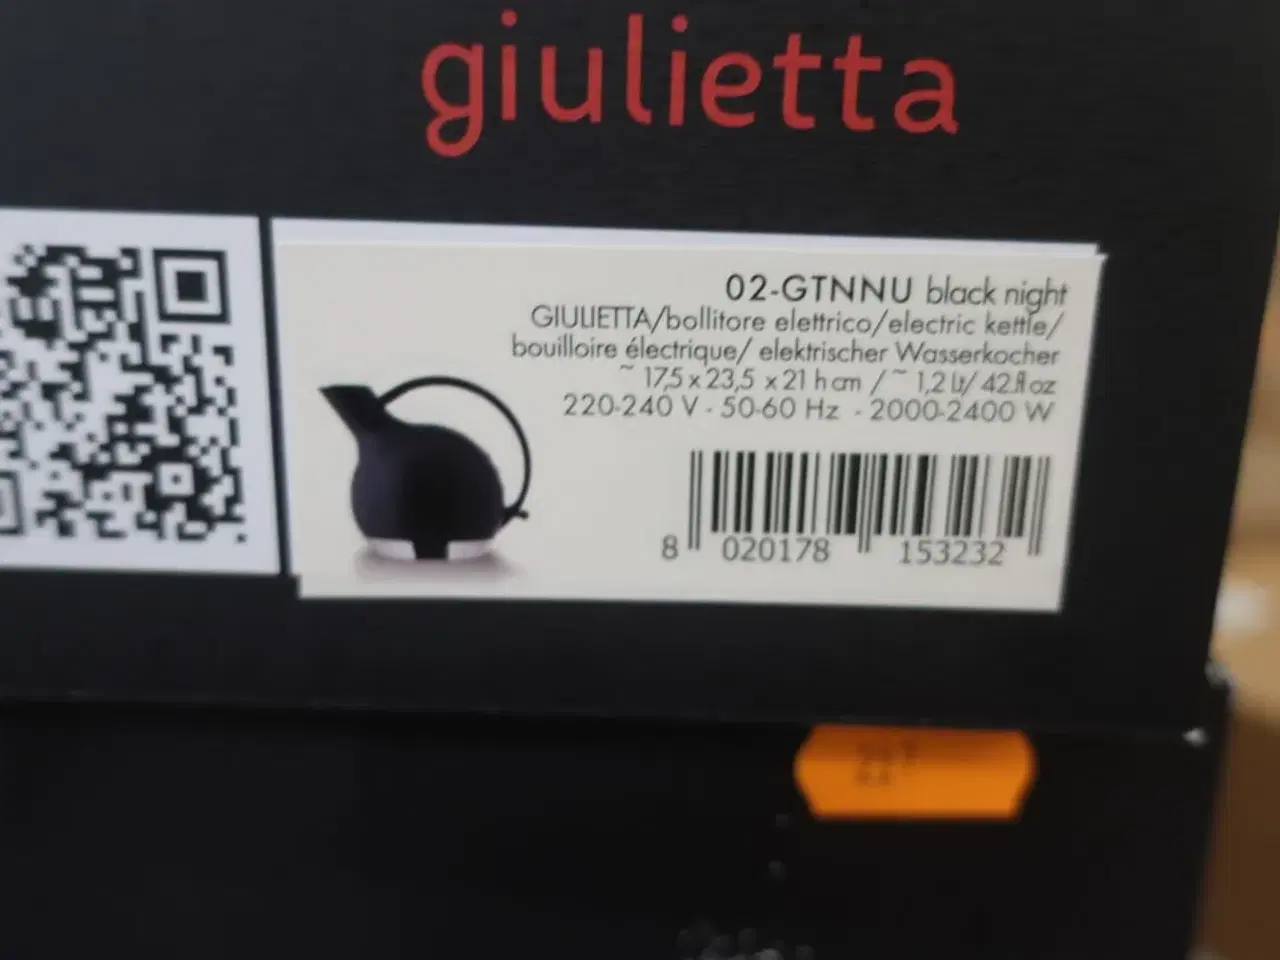 giulietta
02-GTNNU black night
GIULIETTA/bollitore elettrico/electric kettle/
bouilloire électrique/ elektrischer Wasserkocher
~ 17,5 x 23,5 x 21 h cm / ~ 1,2 Lt/ 42 fl oz
220-240 V - 50-60 Hz - 2000-2400 W
8 020178 153232